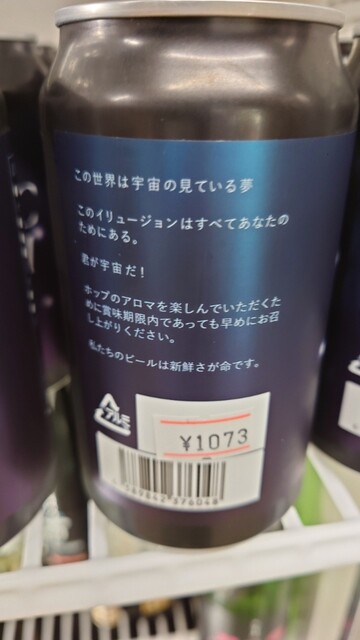 この世界は宇宙の見ている夢
このイリュージョンはすべてあなたの
ためにある。
君が宇宙だ!
ホップのアロマを楽しんでいただくた
めに賞味期限内であっても早めにお召
し上がりください。
私たちのビールは新鮮さが命です。
アルミ
¥1073